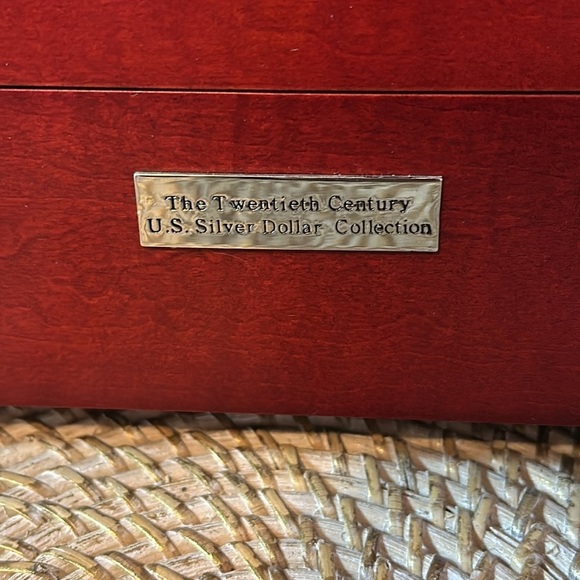 The Twentieth Century
U.S. Silver Dollar Collection